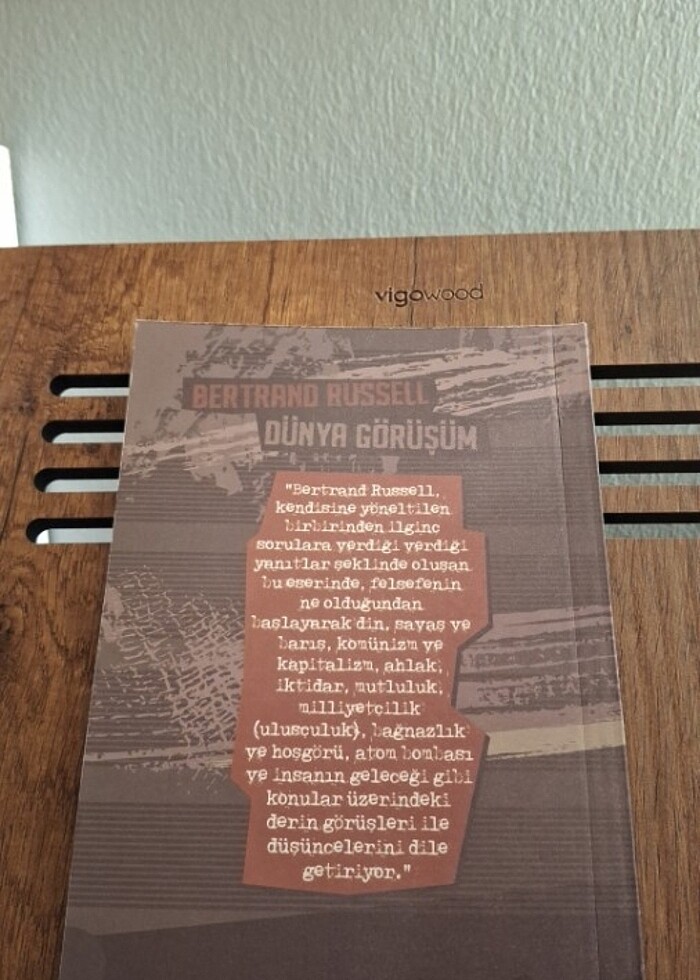 vigowood
BERTRAND RUSSELL
DÜNYA GÖRÜŞÜM
"Bertrand Russell,
kendisine yöneltilen
birbirinden ilginç
sorulara verdiği verdiği
yanıtlar şeklinde oluşan
bu eserinde, felsefenin
ne olduğundan
başlayarak din, savaş ve
barış, komünizm ve
kapitalizm, ahlak,
iktidar, mutluluk,
milliyetçilik
(ulusçuluk), bağnazlık
ve hoşgörü, atom bombası
ve insanın geleceği gibi
konular üzerindeki
derin görüşleri ile
düşüncelerini dile
getiriyor."